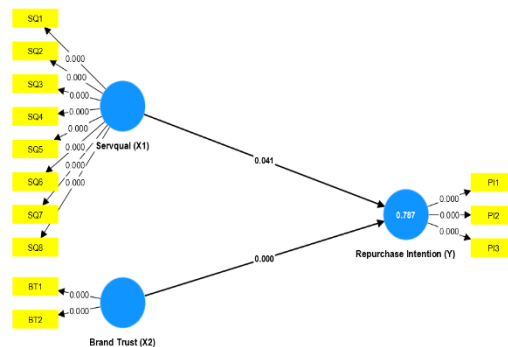 SQ1
SQ2
0.000
0.000
SQ3
0.000
SQ4
0.000
0.000
SQ5
Servqual (X1)
0.000
0.000
SQ6
0.000
SQ7
SQ8
0.041
PI1
0.000
0.787
0.000
PI2
0.000
PI3
Repurchase Intention (Y)
0.000
BT1
0.000
0.000
BT2
Brand Trust (X2)